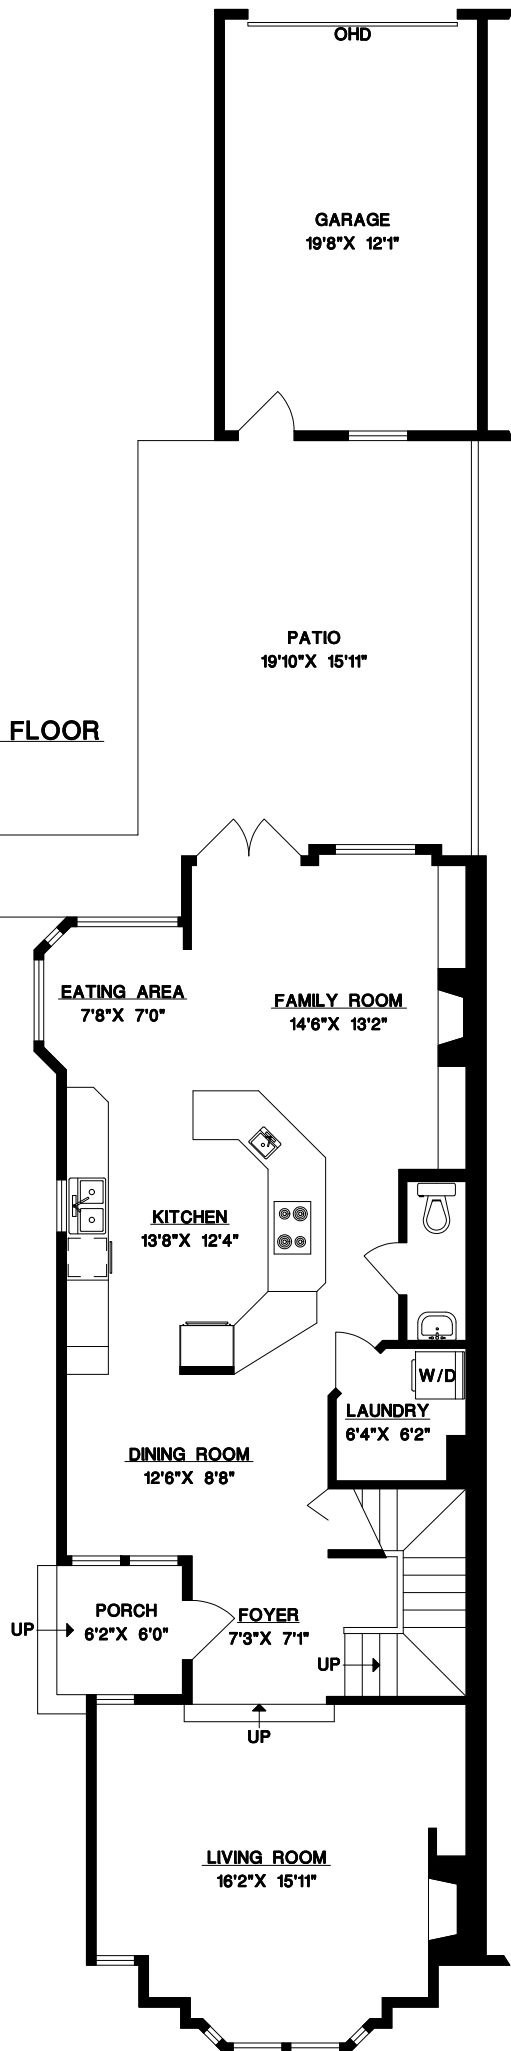 OHD
GARAGE
19'8"X 12'1"
PATIO
19'10"X 15'11"
FLOOR
EATING AREA
7'8"X 7'0"
FAMILY ROOM
14'6"X 13'2"
KITCHEN
13'8"X 12'4"
W/D
LAUNDRY
6'4"X 6'2"
DINING ROOM
12'6"X 8'8"
PORCH
6'2"X 6'0"
UP
FOYER
7'3"X 7'1"
UP
UP
LIVING ROOM
16'2"X 15'11"